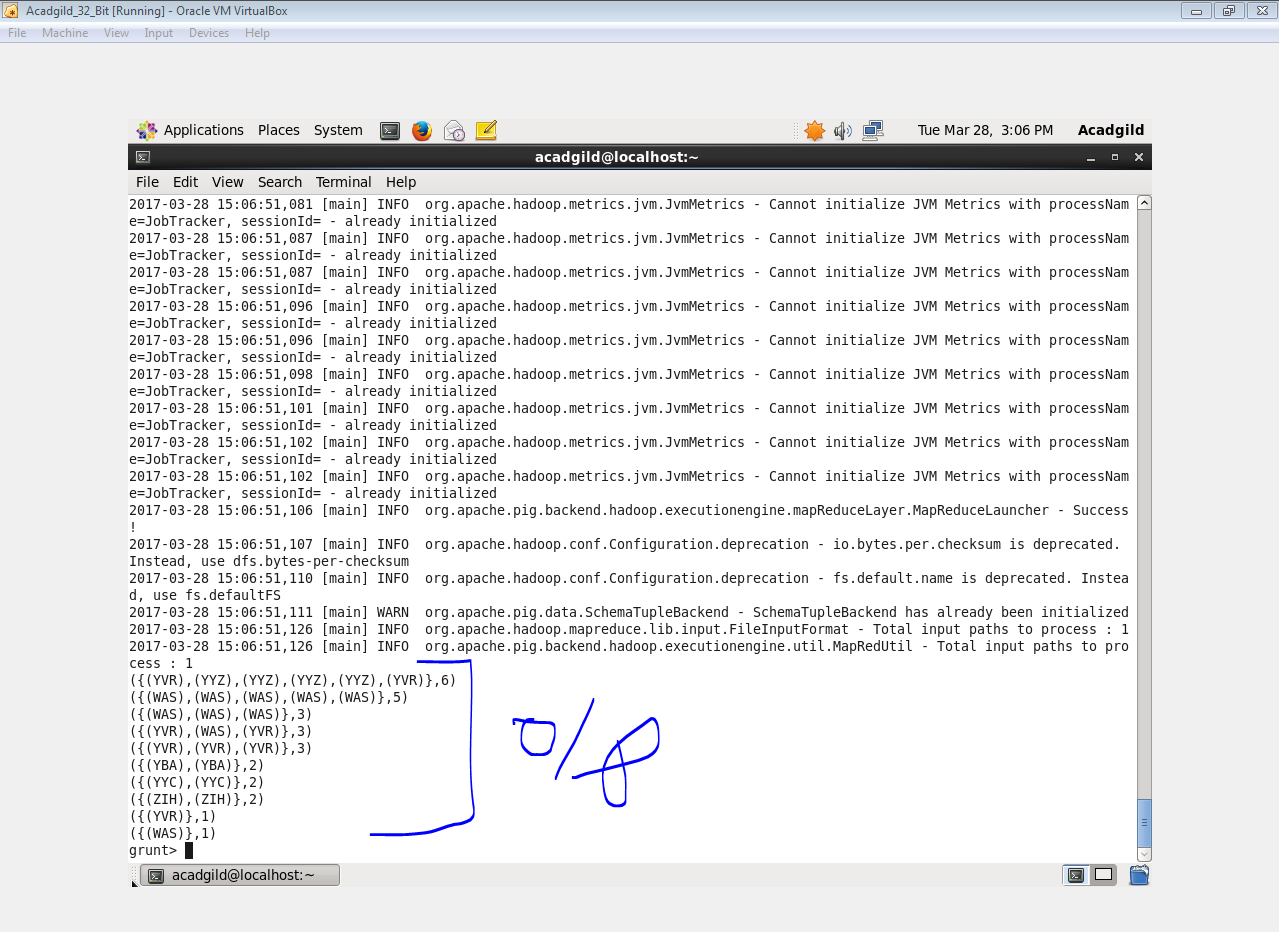 Acadgild_32_Bit [Running] - Oracle VM VirtualBox
File Machine View Input Devices Help
Applications Places System Tue Mar 28, 3:06 PM Acadgild
acadgild@localhost:~
File Edit View Search Terminal Help
2017-03-28 15:06:51,081 [main] INFO  org.apache.hadoop.metrics.jvm.JvmMetrics - Cannot initialize JVM Metrics with processNam
e=JobTracker, sessionId= - already initialized
2017-03-28 15:06:51,087 [main] INFO  org.apache.hadoop.metrics.jvm.JvmMetrics - Cannot initialize JVM Metrics with processNam
e=JobTracker, sessionId= - already initialized
2017-03-28 15:06:51,087 [main] INFO  org.apache.hadoop.metrics.jvm.JvmMetrics - Cannot initialize JVM Metrics with processNam
e=JobTracker, sessionId= - already initialized
2017-03-28 15:06:51,096 [main] INFO  org.apache.hadoop.metrics.jvm.JvmMetrics - Cannot initialize JVM Metrics with processNam
e=JobTracker, sessionId= - already initialized
2017-03-28 15:06:51,096 [main] INFO  org.apache.hadoop.metrics.jvm.JvmMetrics - Cannot initialize JVM Metrics with processNam
e=JobTracker, sessionId= - already initialized
2017-03-28 15:06:51,098 [main] INFO  org.apache.hadoop.metrics.jvm.JvmMetrics - Cannot initialize JVM Metrics with processNam
e=JobTracker, sessionId= - already initialized
2017-03-28 15:06:51,101 [main] INFO  org.apache.hadoop.metrics.jvm.JvmMetrics - Cannot initialize JVM Metrics with processNam
e=JobTracker, sessionId= - already initialized
2017-03-28 15:06:51,102 [main] INFO  org.apache.hadoop.metrics.jvm.JvmMetrics - Cannot initialize JVM Metrics with processNam
e=JobTracker, sessionId= - already initialized
2017-03-28 15:06:51,102 [main] INFO  org.apache.hadoop.metrics.jvm.JvmMetrics - Cannot initialize JVM Metrics with processNam
e=JobTracker, sessionId= - already initialized
2017-03-28 15:06:51,106 [main] INFO  org.apache.pig.backend.hadoop.executionengine.mapReduceLayer.MapReduceLauncher - Success
!
2017-03-28 15:06:51,107 [main] INFO  org.apache.hadoop.conf.Configuration.deprecation - io.bytes.per.checksum is deprecated.
Instead, use dfs.bytes-per-checksum
2017-03-28 15:06:51,110 [main] INFO  org.apache.hadoop.conf.Configuration.deprecation - fs.default.name is deprecated. Instea
d, use fs.defaultFS
2017-03-28 15:06:51,111 [main] WARN  org.apache.pig.data.SchemaTupleBackend - SchemaTupleBackend has already been initialized
2017-03-28 15:06:51,126 [main] INFO  org.apache.hadoop.mapreduce.lib.input.FileInputFormat - Total input paths to process : 1
2017-03-28 15:06:51,126 [main] INFO  org.apache.pig.backend.hadoop.executionengine.util.MapRedUtil - Total input paths to pro
cess : 1
({(YVR),(YYZ),(YYZ),(YYZ),(YYZ),(YVR)},6)
({(WAS),(WAS),(WAS),(WAS),(WAS)},5)
({(WAS),(WAS),(WAS)},3)
({(YVR),(WAS),(YVR)},3)
({(YVR),(YVR),(YVR)},3)
({(YBA),(YBA)},2)
({(YYC),(YYC)},2)
({(ZIH),(ZIH)},2)
({(YVR)},1)
({(WAS)},1)
o/p
grunt>
acadgild@localhost:~